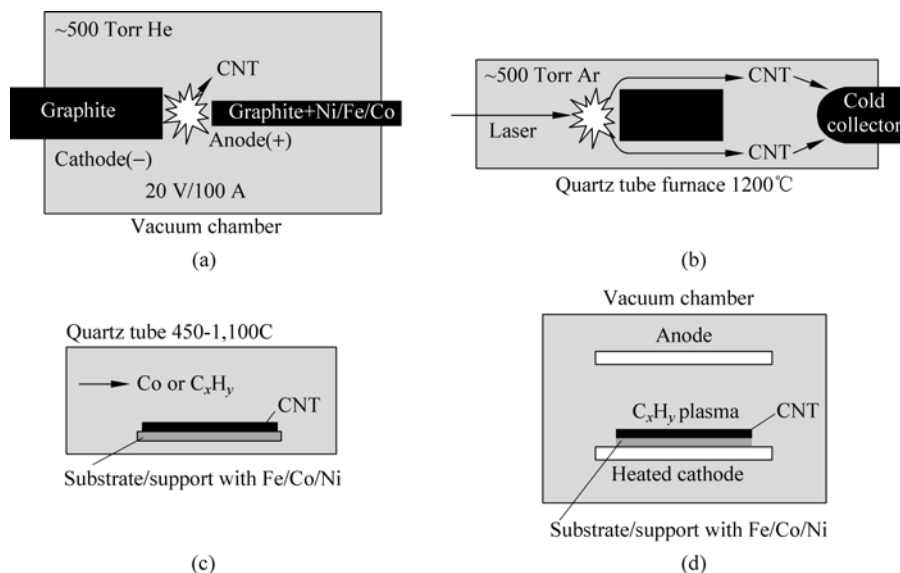 ~500 Torr He
CNT
Graphite
Graphite+Ni/Fe/Co
Anode(+)
Cathode(−)
20 V/100 A
Vacuum chamber
(a)
~500 Torr Ar
CNT
Laser
Cold
collector
CNT
Quartz tube furnace 1200℃
(b)
Quartz tube 450-1,100C
Co or CxHy
CNT
Substrate/support with Fe/Co/Ni
(c)
Vacuum chamber
Anode
CxHy plasma
CNT
Heated cathode
Substrate/support with Fe/Co/Ni
(d)